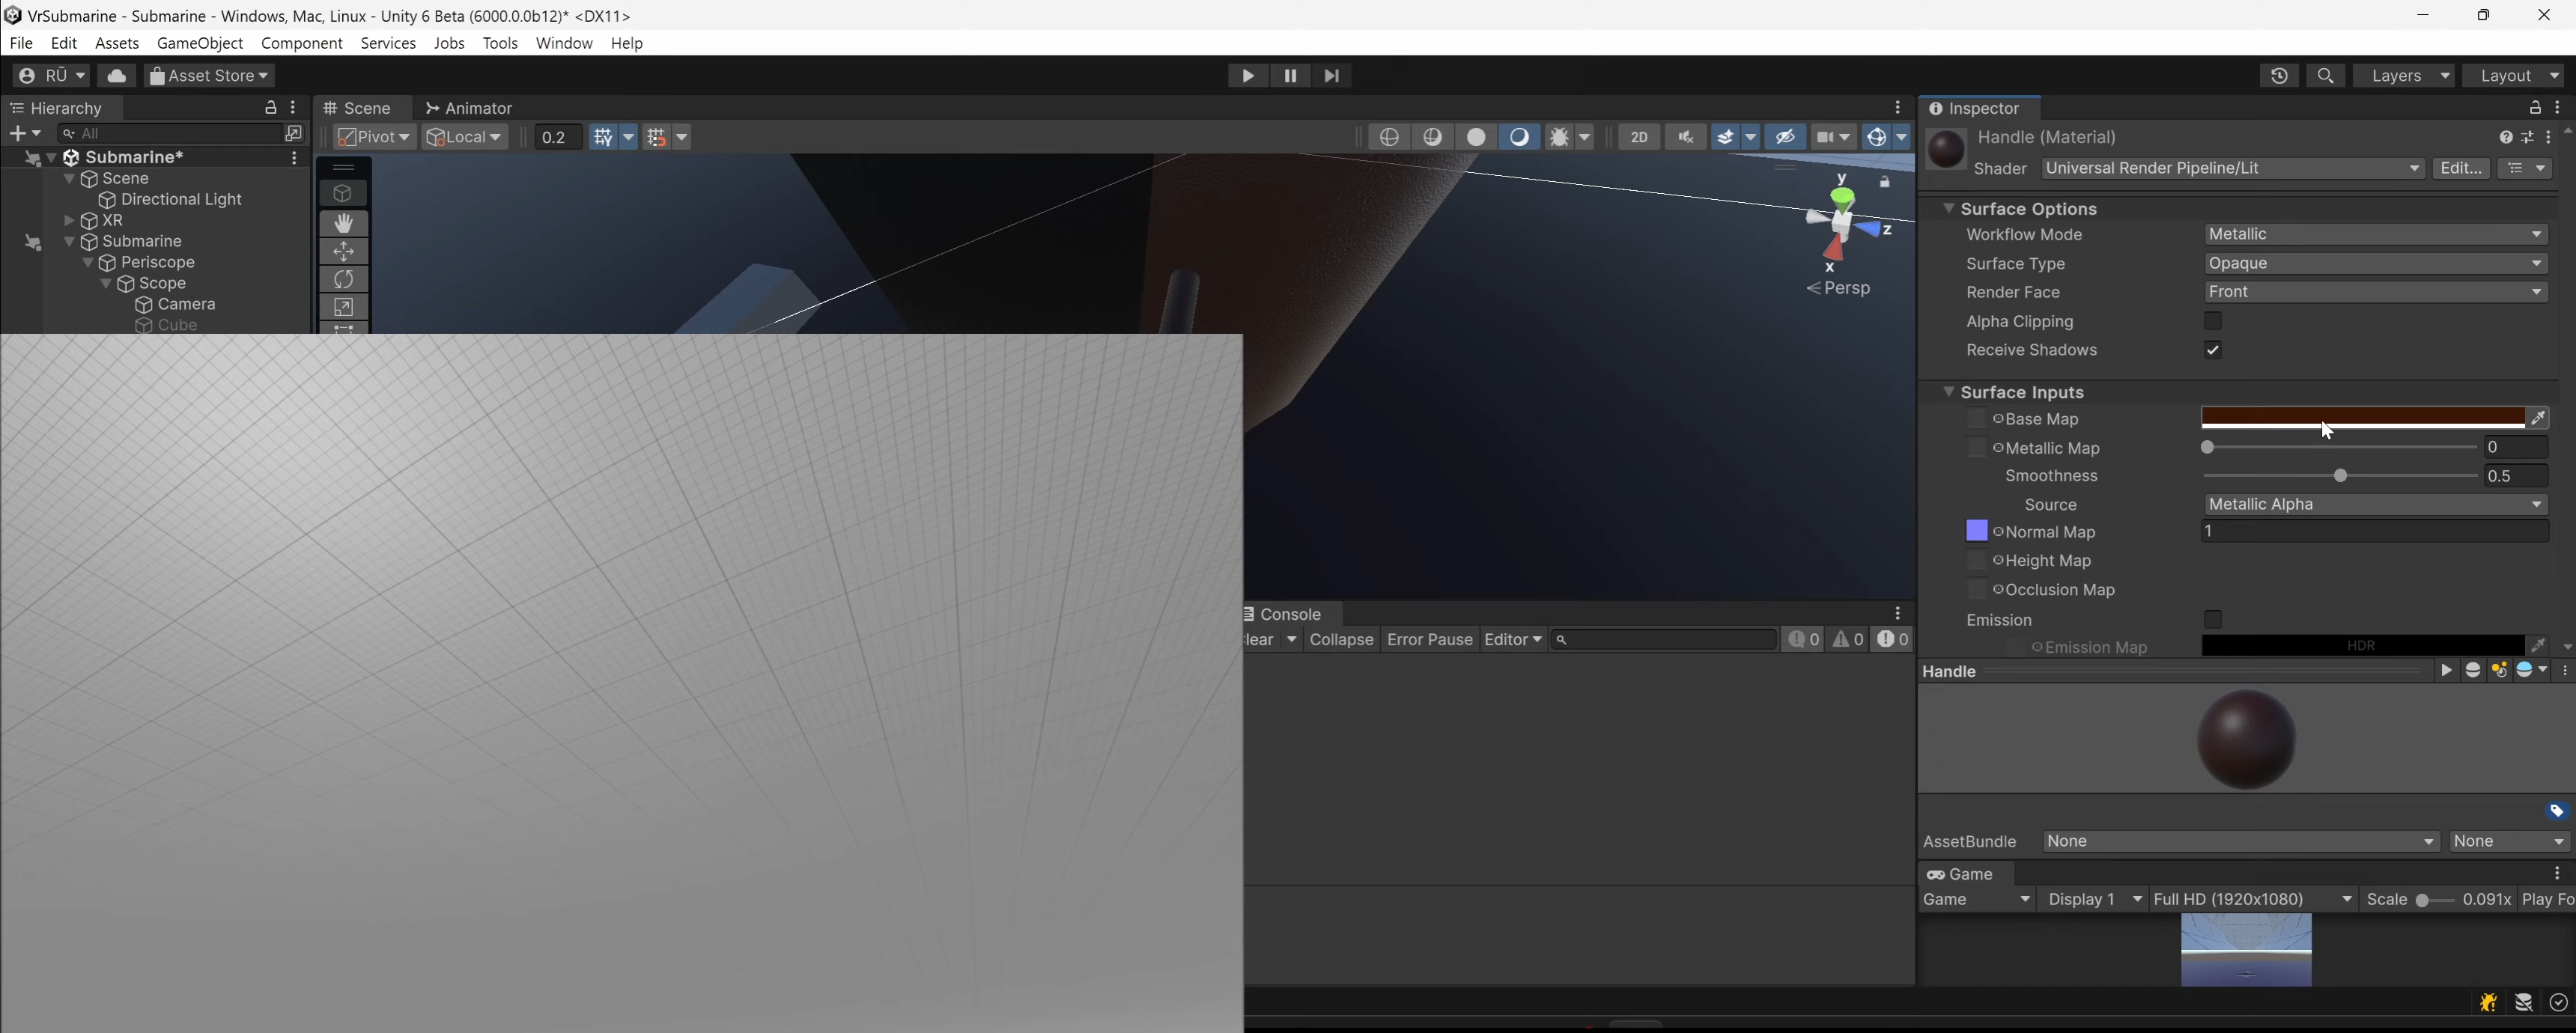 VrSubmarine - Submarine - Windows, Mac, Linux - Unity 6 Beta (6000.0.0b12)* <DX11>
File Edit Assets GameObject Component Services Jobs Tools Window Help
RŪ Asset Store Layers Layout
Hierarchy
All
Submarine*
Scene
Directional Light
XR
Submarine
Periscope
Scope
Camera
Cube
Scene Animator
Pivot Local 0.2 2D
y
z
x
Persp
Console
lear Collapse Error Pause Editor 0 0 0
Inspector
Handle (Material)
Shader Universal Render Pipeline/Lit Edit...
Surface Options
Workflow Mode Metallic
Surface Type Opaque
Render Face Front
Alpha Clipping
Receive Shadows
Surface Inputs
Base Map
Metallic Map 0
Smoothness 0.5
Source Metallic Alpha
Normal Map 1
Height Map
Occlusion Map
Emission
Emission Map HDR
Handle
AssetBundle None None
Game
Game Display 1 Full HD (1920x1080) Scale 0.091x Play Fo